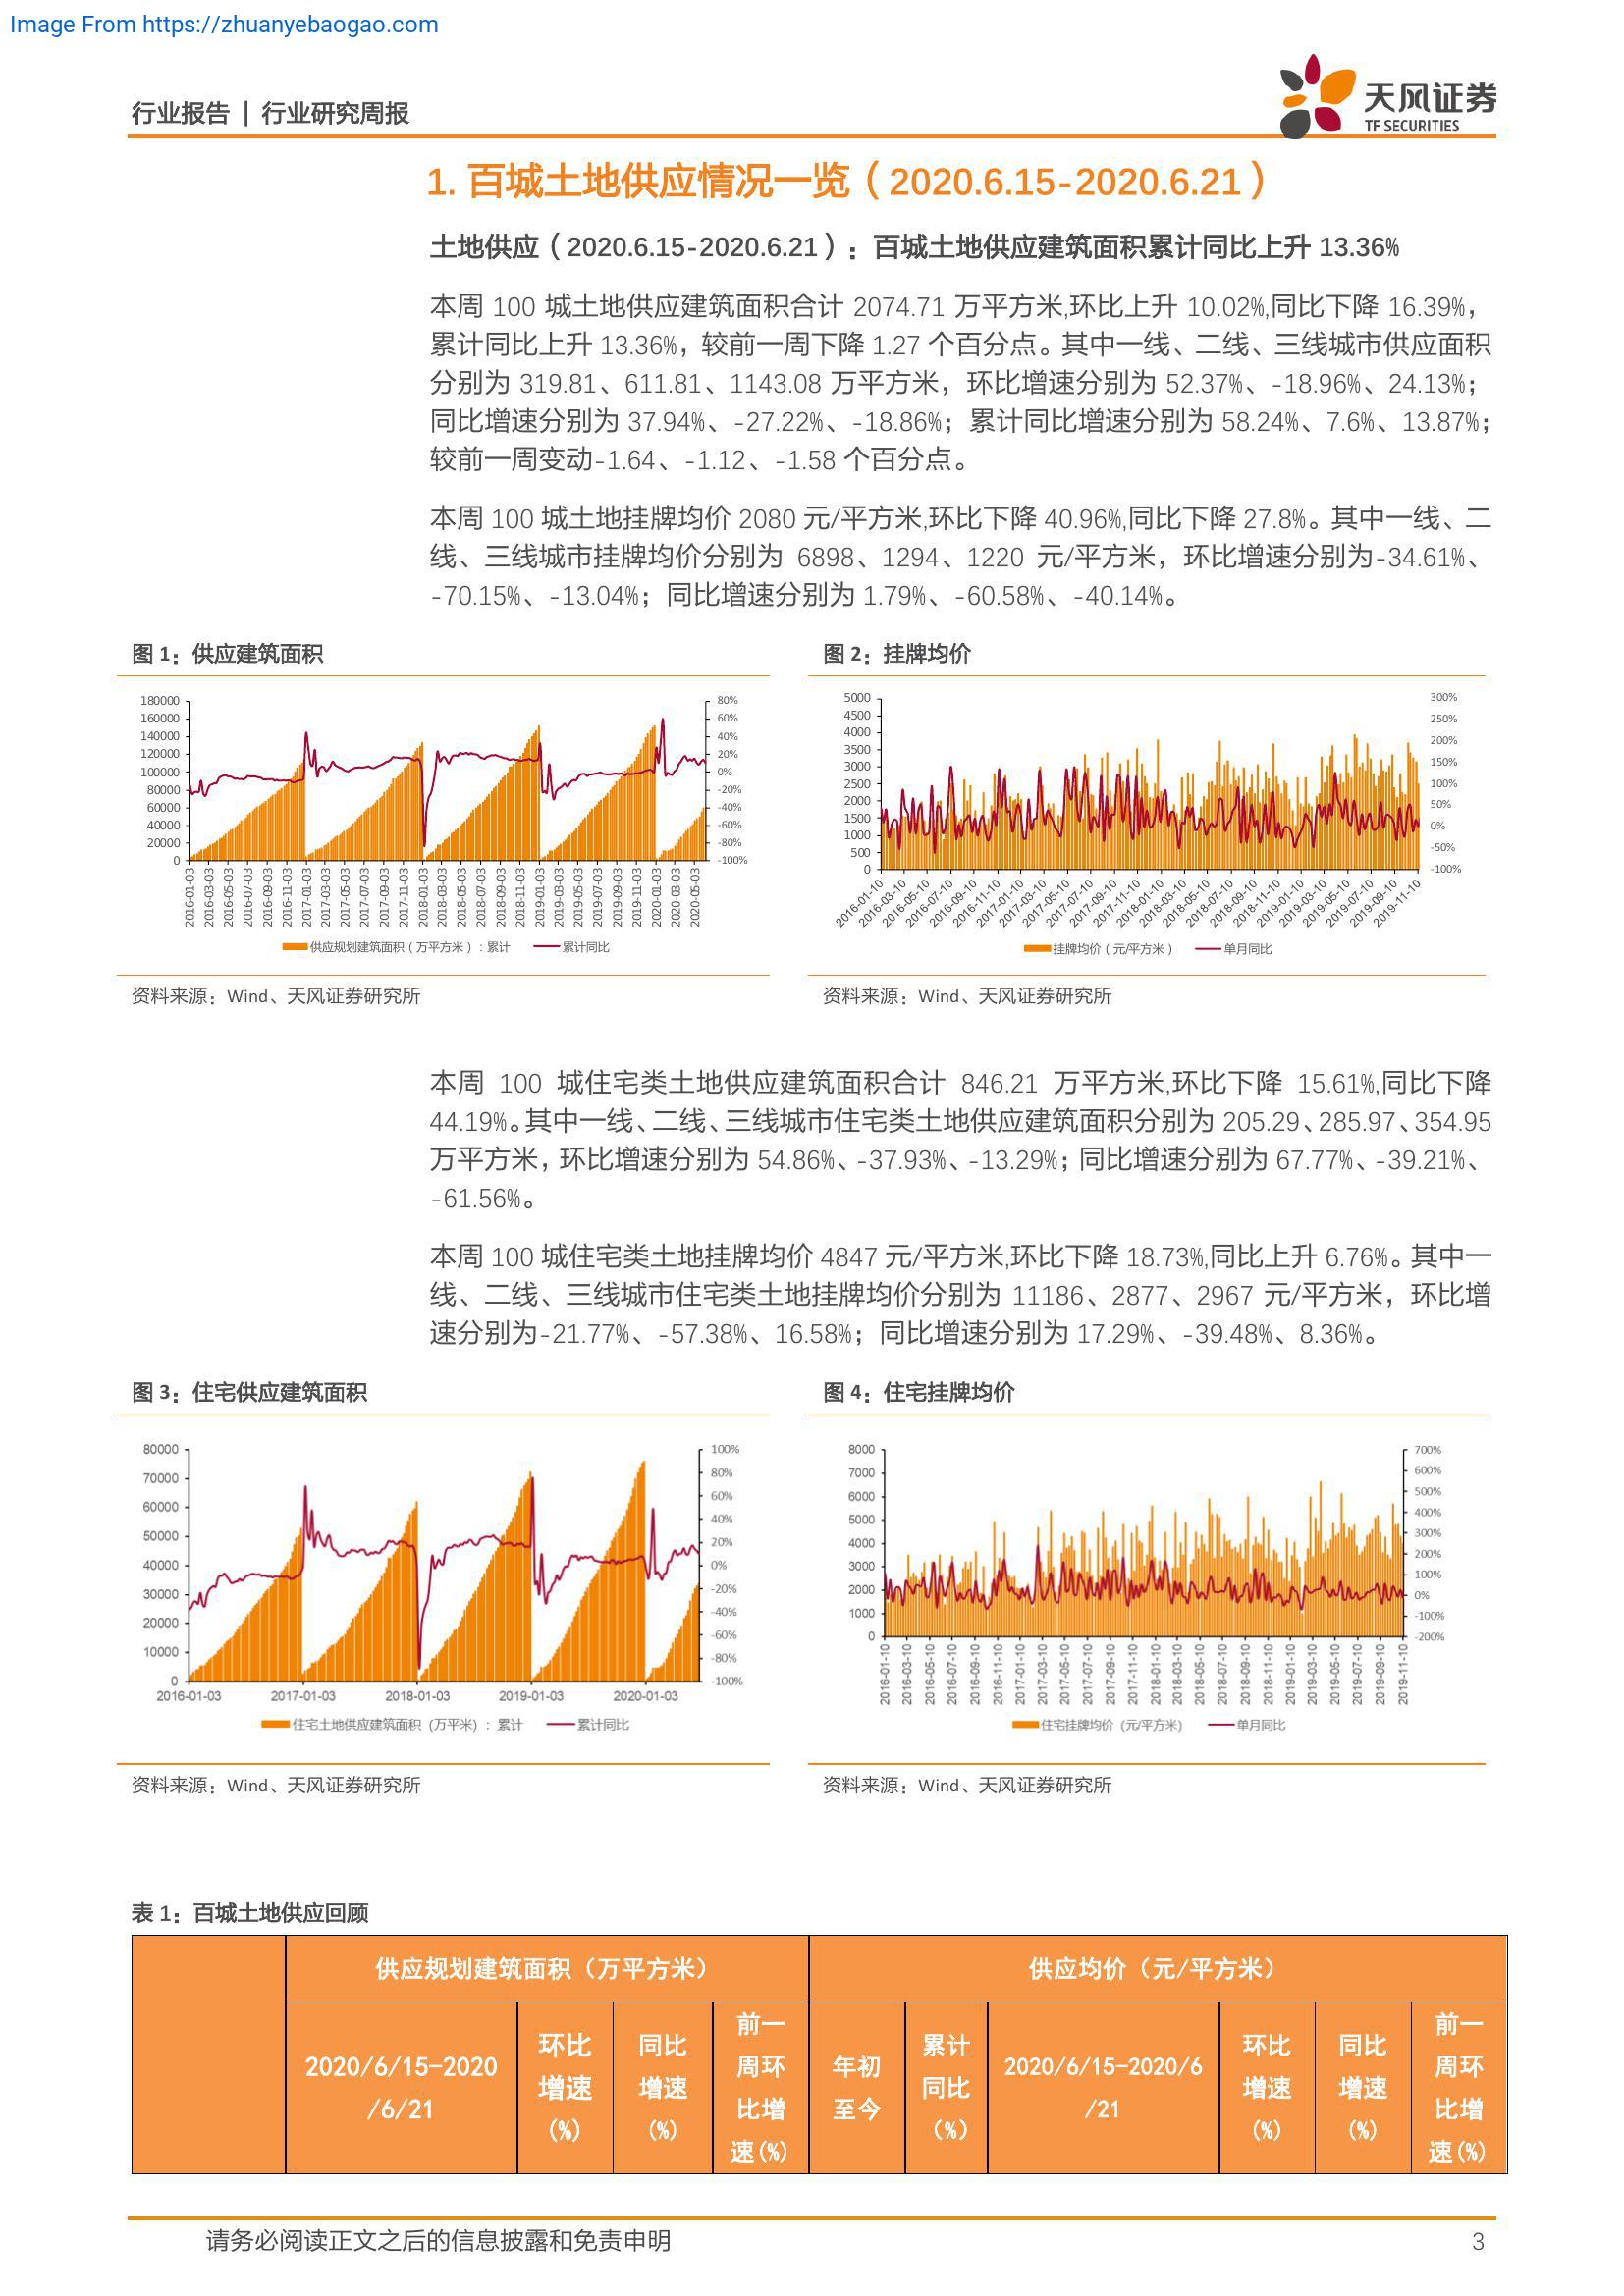 Image From https://zhuanyebaogao.com
行业报告 | 行业研究周报
天风证券
TF SECURITIES
1. 百城土地供应情况一览（2020.6.15-2020.6.21）
土地供应（2020.6.15-2020.6.21）：百城土地供应建筑面积累计同比上升 13.36%
本周 100 城土地供应建筑面积合计 2074.71 万平方米,环比上升 10.02%,同比下降 16.39%，
累计同比上升 13.36%，较前一周下降 1.27 个百分点。其中一线、二线、三线城市供应面积
分别为 319.81、611.81、1143.08 万平方米，环比增速分别为 52.37%、-18.96%、24.13%；
同比增速分别为 37.94%、-27.22%、-18.86%；累计同比增速分别为 58.24%、7.6%、13.87%；
较前一周变动-1.64、-1.12、-1.58 个百分点。
本周 100 城土地挂牌均价 2080 元/平方米,环比下降 40.96%,同比下降 27.8%。其中一线、二
线、三线城市挂牌均价分别为 6898、1294、1220 元/平方米，环比增速分别为-34.61%、
-70.15%、-13.04%；同比增速分别为 1.79%、-60.58%、-40.14%。
图 1：供应建筑面积
180000
160000
140000
120000
100000
80000
60000
40000
20000
0
80%
60%
40%
20%
0%
-20%
-40%
-60%
-80%
-100%
2016-01-03
2016-03-03
2016-05-03
2016-07-03
2016-09-03
2016-11-03
2017-01-03
2017-03-03
2017-05-03
2017-07-03
2017-09-03
2017-11-03
2018-01-03
2018-03-03
2018-05-03
2018-07-03
2018-09-03
2018-11-03
2019-01-03
2019-03-03
2019-05-03
2019-07-03
2019-09-03
2019-11-03
2020-01-03
2020-03-03
2020-05-03
供应规划建筑面积（万平方米）: 累计 累计同比
资料来源：Wind、天风证券研究所
图 2：挂牌均价
5000
4500
4000
3500
3000
2500
2000
1500
1000
500
0
300%
250%
200%
150%
100%
50%
0%
-50%
-100%
2016-01-10
2016-03-10
2016-05-10
2016-07-10
2016-09-10
2016-11-10
2017-01-10
2017-03-10
2017-05-10
2017-07-10
2017-09-10
2017-11-10
2018-01-10
2018-03-10
2018-05-10
2018-07-10
2018-09-10
2018-11-10
2019-01-10
2019-03-10
2019-05-10
2019-07-10
2019-09-10
2019-11-10
挂牌均价（元/平方米） 单月同比
资料来源：Wind、天风证券研究所
本周 100 城住宅类土地供应建筑面积合计 846.21 万平方米,环比下降 15.61%,同比下降
44.19%。其中一线、二线、三线城市住宅类土地供应建筑面积分别为 205.29、285.97、354.95
万平方米，环比增速分别为 54.86%、-37.93%、-13.29%；同比增速分别为 67.77%、-39.21%、
-61.56%。
本周 100 城住宅类土地挂牌均价 4847 元/平方米,环比下降 18.73%,同比上升 6.76%。其中一
线、二线、三线城市住宅类土地挂牌均价分别为 11186、2877、2967 元/平方米，环比增
速分别为-21.77%、-57.38%、16.58%；同比增速分别为 17.29%、-39.48%、8.36%。
图 3：住宅供应建筑面积
80000
70000
60000
50000
40000
30000
20000
10000
0
100%
80%
60%
40%
20%
0%
-20%
-40%
-60%
-80%
-100%
2016-01-03 2017-01-03 2018-01-03 2019-01-03 2020-01-03
住宅土地供应建筑面积（万平米）: 累计 累计同比
资料来源：Wind、天风证券研究所
图 4：住宅挂牌均价
8000
7000
6000
5000
4000
3000
2000
1000
0
700%
600%
500%
400%
300%
200%
100%
0%
-100%
-200%
2016-01-10
2016-03-10
2016-05-10
2016-07-10
2016-09-10
2016-11-10
2017-01-10
2017-03-10
2017-05-10
2017-07-10
2017-09-10
2017-11-10
2018-01-10
2018-03-10
2018-05-10
2018-07-10
2018-09-10
2018-11-10
2019-01-10
2019-03-10
2019-05-10
2019-07-10
2019-09-10
2019-11-10
住宅挂牌均价（元/平方米） 单月同比
资料来源：Wind、天风证券研究所
表 1：百城土地供应回顾
供应规划建筑面积（万平方米） 供应均价（元/平方米）
2020/6/15-2020
/6/21
环比
增速
(%)
同比
增速
(%)
前一
周环
比增
速(%)
年初
至今
累计
同比
（%）
2020/6/15-2020/6
/21
环比
增速
(%)
同比
增速
(%)
前一
周环
比增
速(%)
请务必阅读正文之后的信息披露和免责申明 3